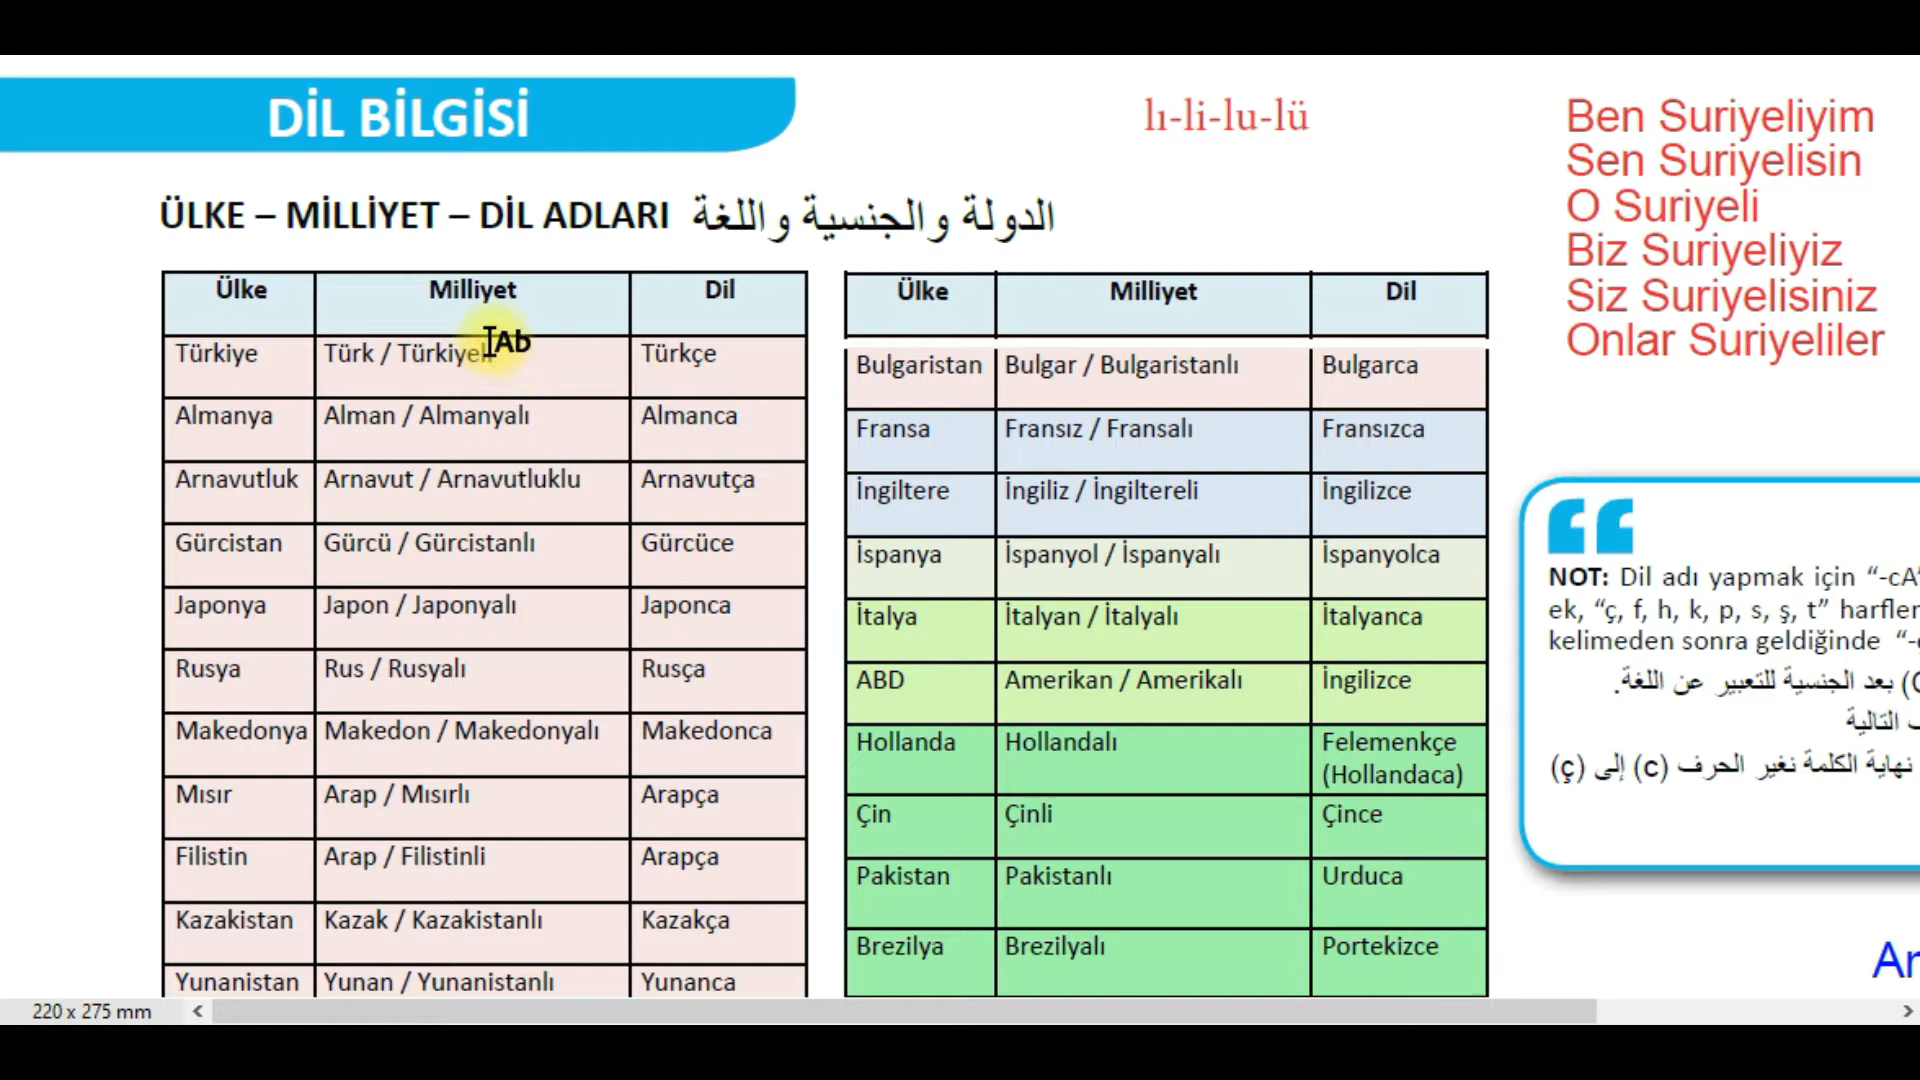 DİL BİLGİSİ
lı-li-lu-lü
Ben Suriyeliyim
Sen Suriyelisin
O Suriyeli
Biz Suriyeliyiz
Siz Suriyelisiniz
Onlar Suriyeliler
ÜLKE – MİLLİYET – DİL ADLARI الدولة والجنسية واللغة
Ülke Milliyet Dil
Türkiye Türk / Türkiyeli Türkçe
Almanya Alman / Almanyalı Almanca
Arnavutluk Arnavut / Arnavutluklu Arnavutça
Gürcistan Gürcü / Gürcistanlı Gürcüce
Japonya Japon / Japonyalı Japonca
Rusya Rus / Rusyalı Rusça
Makedonya Makedon / Makedonyalı Makedonca
Mısır Arap / Mısırlı Arapça
Filistin Arap / Filistinli Arapça
Kazakistan Kazak / Kazakistanlı Kazakça
Yunanistan Yunan / Yunanistanlı Yunanca
Ab
Ülke Milliyet Dil
Bulgaristan Bulgar / Bulgaristanlı Bulgarca
Fransa Fransız / Fransalı Fransızca
İngiltere İngiliz / İngiltereli İngilizce
İspanya İspanyol / İspanyalı İspanyolca
İtalya İtalyan / İtalyalı İtalyanca
ABD Amerikan / Amerikalı İngilizce
Hollanda Hollandalı Felemenkçe
(Hollandaca)
Çin Çinli Çince
Pakistan Pakistanlı Urduca
Brezilya Brezilyalı Portekizce
NOT: Dil adı yapmak için “-cA”
ek, “ç, f, h, k, p, s, ş, t” harfler
kelimeden sonra geldiğinde “-ç
بعد الجنسية للتعبير عن اللغة.
التالية
نهاية الكلمة نغير الحرف (c) إلى (ç)
Ar
220 x 275 mm